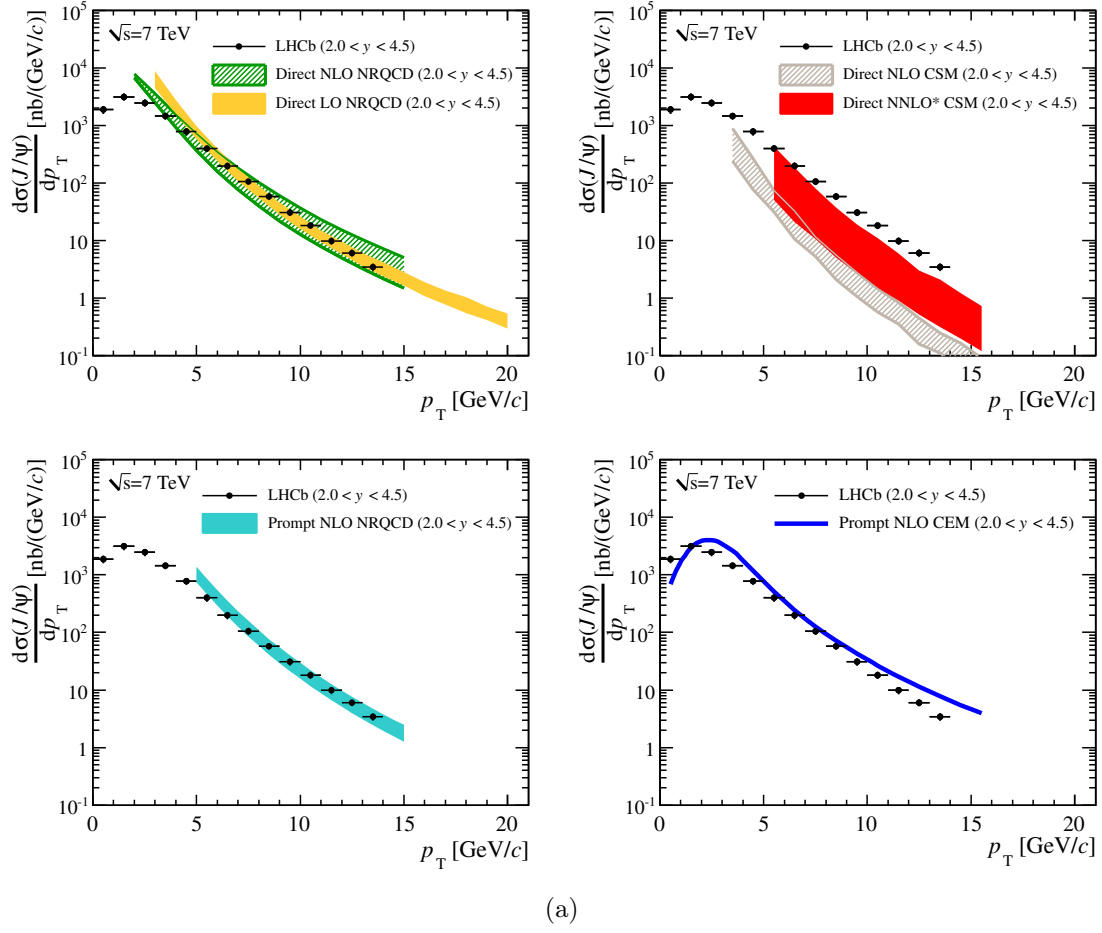 √s=7 TeV
LHCb (2.0 < y < 4.5)
Direct NLO NRQCD (2.0 < y < 4.5)
Direct LO NRQCD (2.0 < y < 4.5)
dσ(J/ψ)/dp_T [nb/(GeV/c)]
10^5
10^4
10^3
10^2
10
1
10^-1
0 5 10 15 20
p_T [GeV/c]
√s=7 TeV
LHCb (2.0 < y < 4.5)
Direct NLO CSM (2.0 < y < 4.5)
Direct NNLO* CSM (2.0 < y < 4.5)
dσ(J/ψ)/dp_T [nb/(GeV/c)]
10^5
10^4
10^3
10^2
10
1
10^-1
0 5 10 15 20
p_T [GeV/c]
√s=7 TeV
LHCb (2.0 < y < 4.5)
Prompt NLO NRQCD (2.0 < y < 4.5)
dσ(J/ψ)/dp_T [nb/(GeV/c)]
10^5
10^4
10^3
10^2
10
1
10^-1
0 5 10 15 20
p_T [GeV/c]
√s=7 TeV
LHCb (2.0 < y < 4.5)
Prompt NLO CEM (2.0 < y < 4.5)
dσ(J/ψ)/dp_T [nb/(GeV/c)]
10^5
10^4
10^3
10^2
10
1
10^-1
0 5 10 15 20
p_T [GeV/c]
(a)